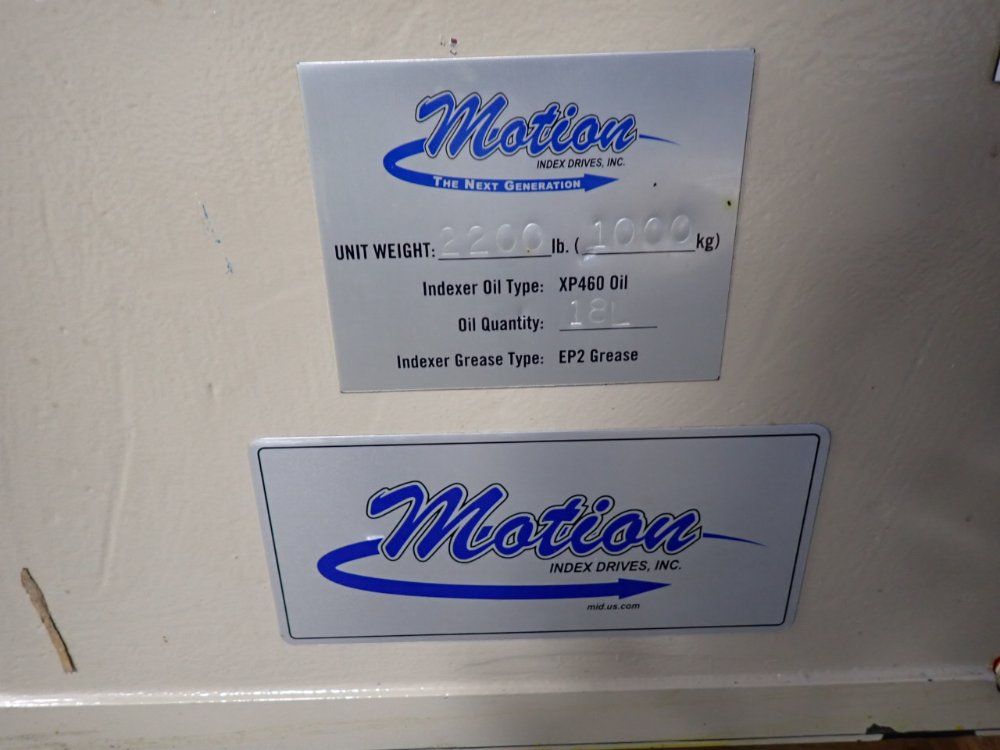 Motion
INDEX DRIVES, INC.
THE NEXT GENERATION
UNIT WEIGHT: 2200 lb. ( 1000 kg)
Indexer Oil Type: XP460 Oil
Oil Quantity: 18L
Indexer Grease Type: EP2 Grease
Motion
INDEX DRIVES, INC.
mid.us.com